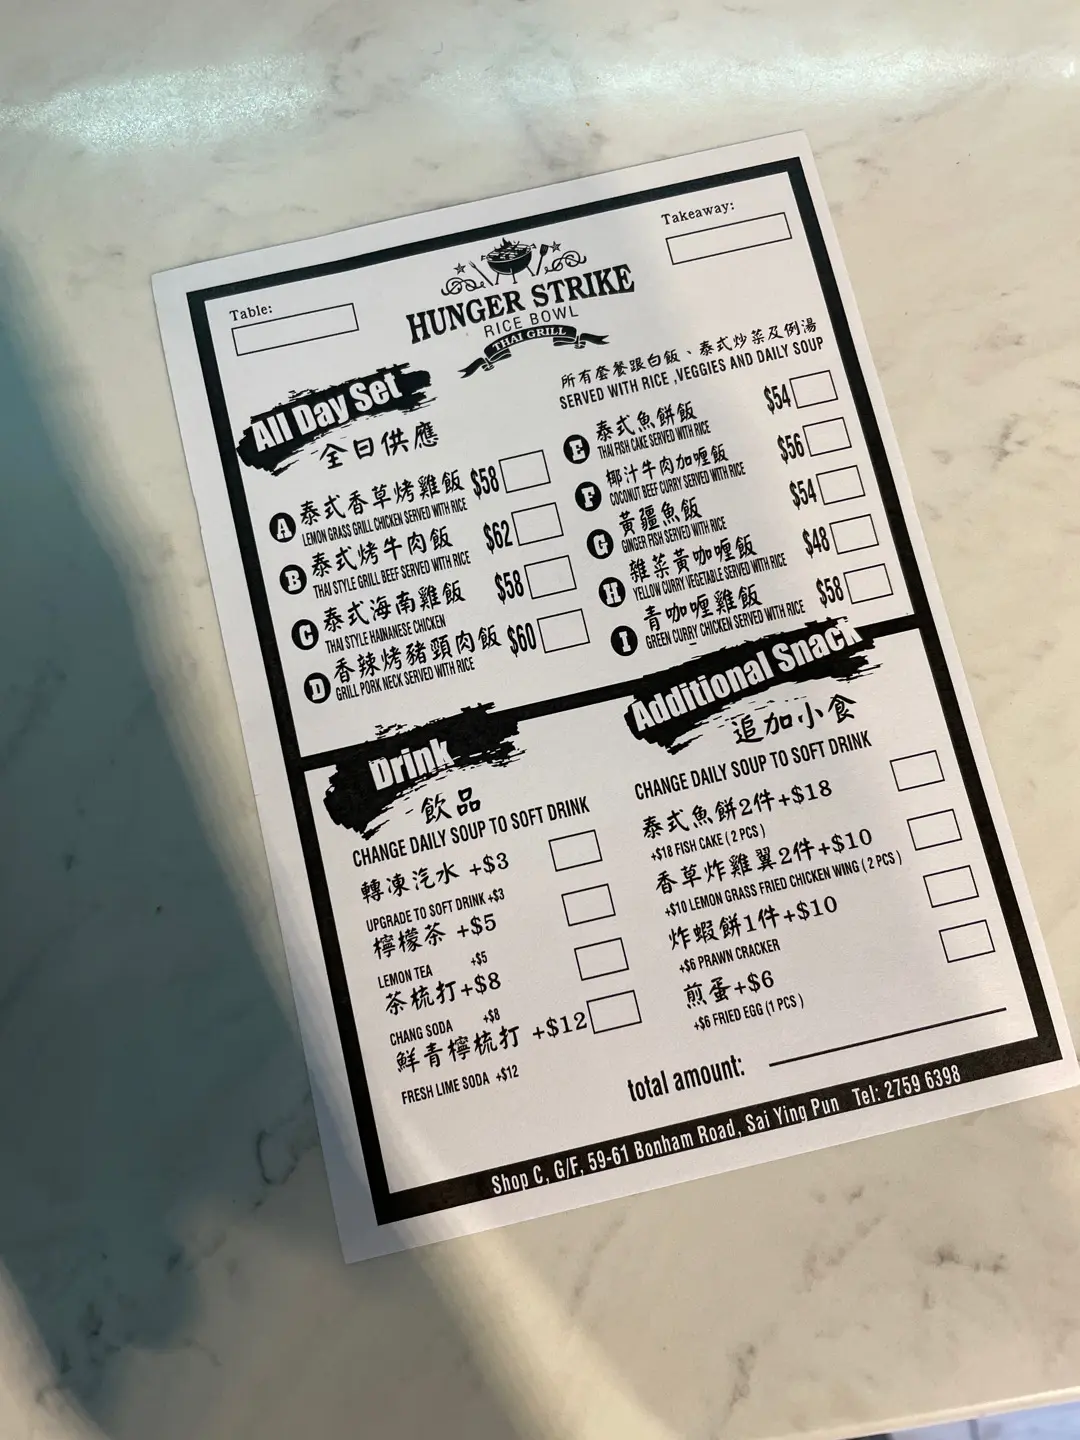 Table:
Takeaway:
HUNGER STRIKE
RICE BOWL
THAI GRILL
All Day Set
全日供應
A 泰式香草烤雞飯 $58
LEMON GRASS GRILL CHICKEN SERVED WITH RICE
B 泰式烤牛肉飯 $62
THAI STYLE GRILL BEEF SERVED WITH RICE
C 泰式海南雞飯 $58
THAI STYLE HAINANESE CHICKEN
D 香辣烤豬頸肉飯 $60
GRILL PORK NECK SERVED WITH RICE
所有套餐跟白飯、泰式炒菜及例湯
SERVED WITH RICE ,VEGGIES AND DAILY SOUP
E 泰式魚餅飯 $54
THAI FISH CAKE SERVED WITH RICE
F 椰汁牛肉加喱飯 $56
COCONUT BEEF CURRY SERVED WITH RICE
G 黃疆魚飯 $54
GINGER FISH SERVED WITH RICE
H 雜菜黃咖喱飯 $48
YELLOW CURRY VEGETABLE SERVED WITH RICE
I 青咖喱雞飯 $58
GREEN CURRY CHICKEN SERVED WITH RICE
Drink
飲品
CHANGE DAILY SOUP TO SOFT DRINK
轉凍汽水 +$3
UPGRADE TO SOFT DRINK +$3
檸檬茶 +$5
LEMON TEA +$5
茶梳打+$8
CHANG SODA +$8
鮮青檸梳打 +$12
FRESH LIME SODA +$12
Additional Snack
追加小食
CHANGE DAILY SOUP TO SOFT DRINK
泰式魚餅2件+$18
+$18 FISH CAKE ( 2 PCS )
香草炸雞翼2件+$10
+$10 LEMON GRASS FRIED CHICKEN WING ( 2 PCS )
炸蝦餅1件+$10
+$6 PRAWN CRACKER
煎蛋+$6
+$6 FRIED EGG (1 PCS )
total amount:
Shop C, G/F, 59-61 Bonham Road, Sai Ying Pun Tel: 2759 6398